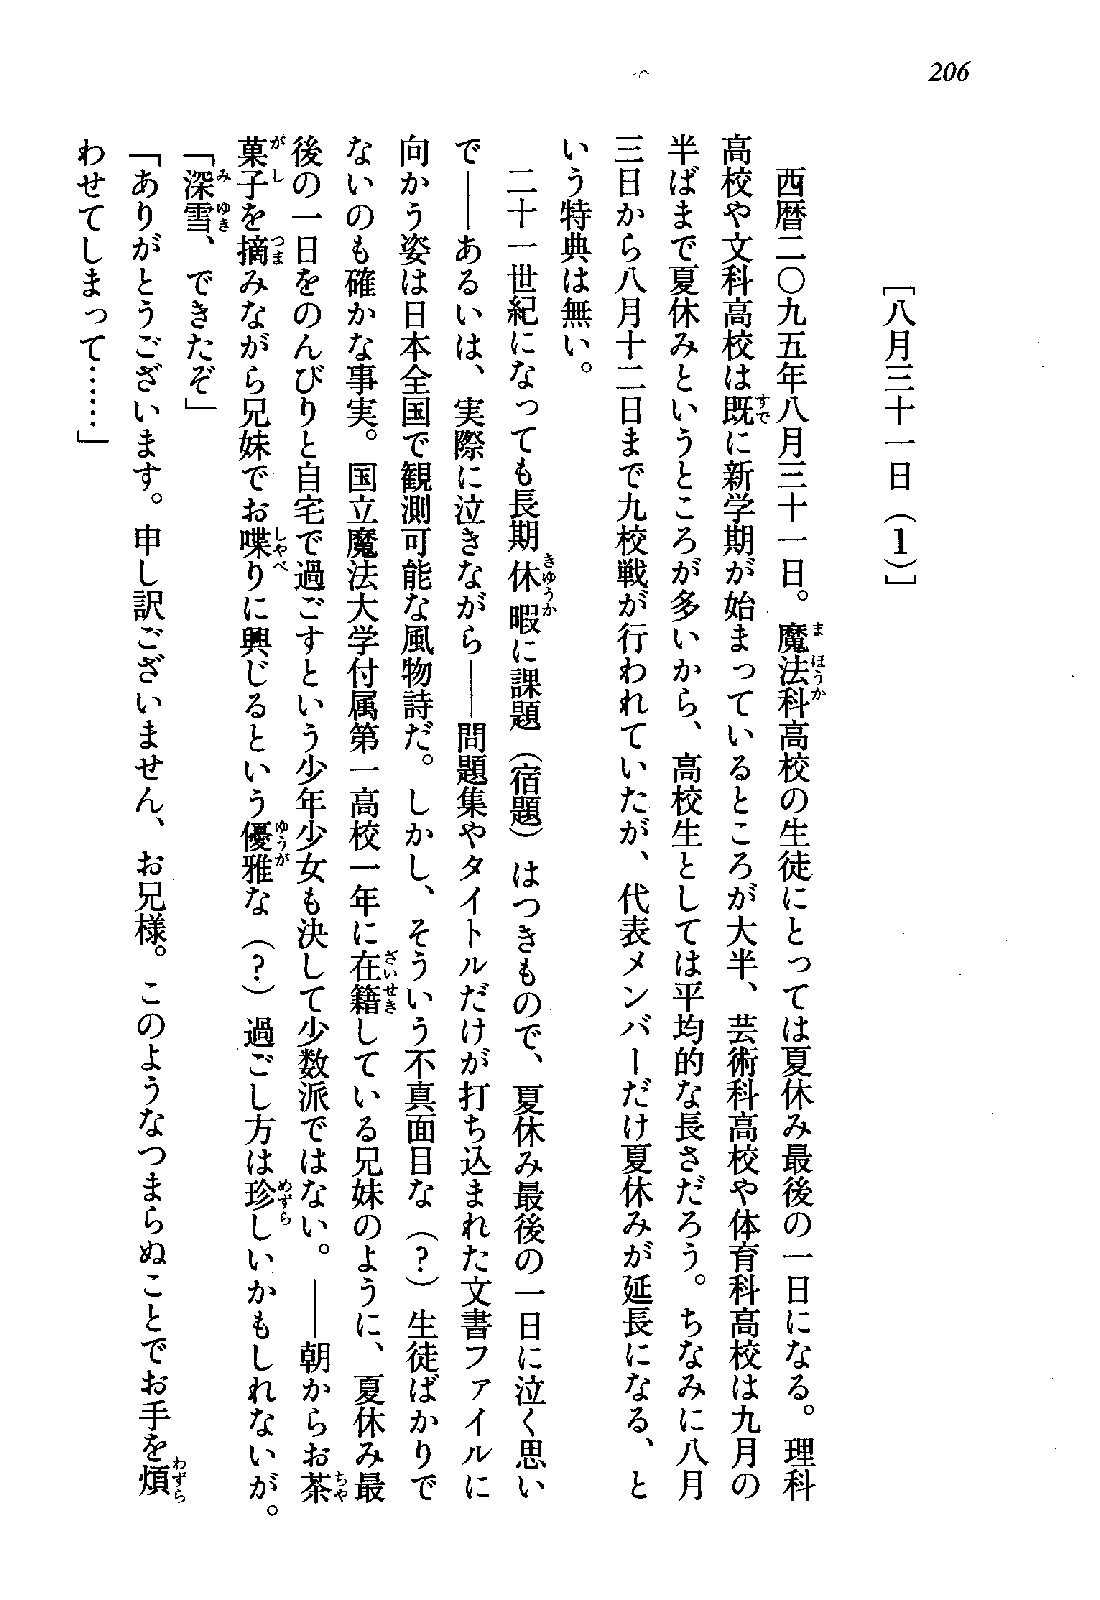 206
［八月三十一日（1）］
　西暦二〇九五年八月三十一日。魔法科高校の生徒にとっては夏休み最後の一日になる。理科
高校や文科高校は既に新学期が始まっているところが大半、芸術科高校や体育科高校は九月の
半ばまで夏休みというところが多いから、高校生としては平均的な長さだろう。ちなみに八月
三日から八月十二日まで九校戦が行われていたが、代表メンバーだけ夏休みが延長になる、と
いう特典は無い。
　二十一世紀になっても長期休暇に課題（宿題）はつきもので、夏休み最後の一日に泣く思い
で――あるいは、実際に泣きながら――問題集やタイトルだけが打ち込まれた文書ファイルに
向かう姿は日本全国で観測可能な風物詩だ。しかし、そういう不真面目な（？）生徒ばかりで
ないのも確かな事実。国立魔法大学付属第一高校一年に在籍している兄妹のように、夏休み最
後の一日をのんびりと自宅で過ごすという少年少女も決して少数派ではない。――朝からお茶
菓子を摘みながら兄妹でお喋りに興じるという優雅な（？）過ごし方は珍しいかもしれないが。
「深雪、できたぞ」
「ありがとうございます。申し訳ございません、お兄様。このようなつまらぬことでお手を煩
わせてしまって……」